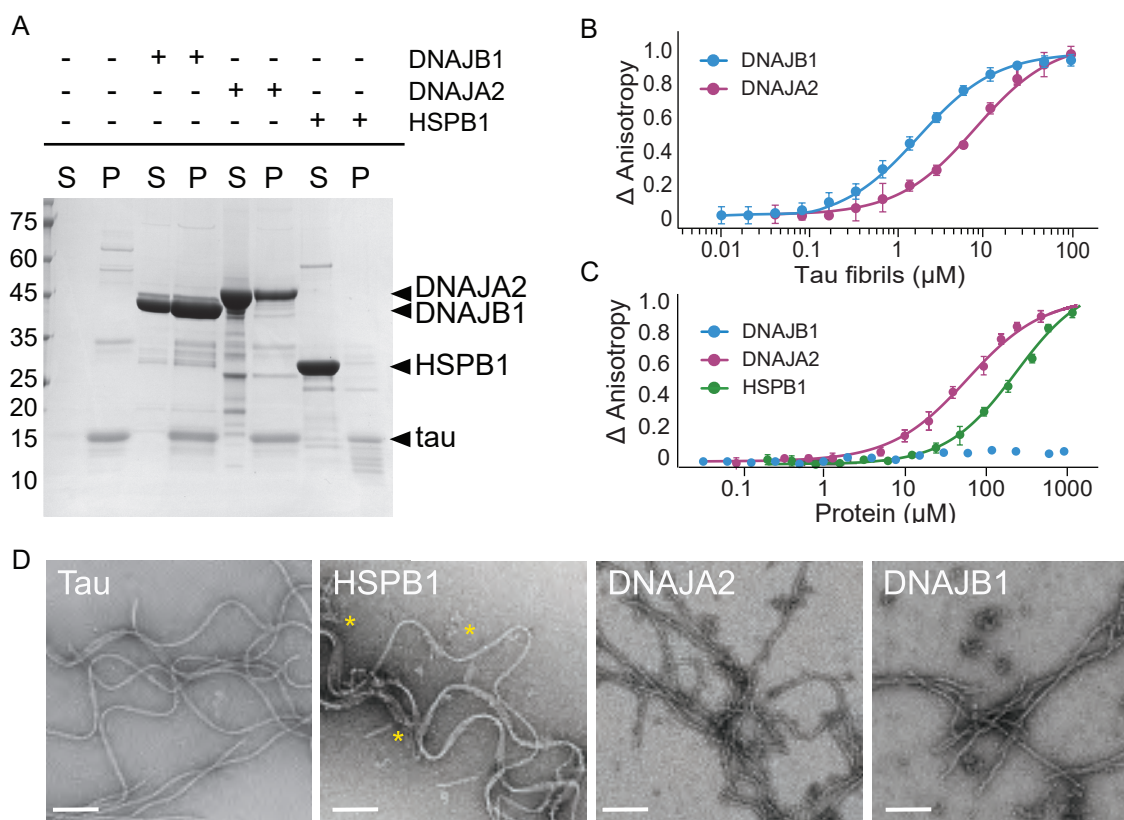 A
- - + + - - - - DNAJB1
- - - - + + - - DNAJA2
- - - - - - + + HSPB1
S P S P S P S P
75
60
45
35
25
20
15
10
DNAJA2
DNAJB1
HSPB1
tau
B
Δ Anisotropy
1.0
0.8
0.6
0.4
0.2
0
DNAJB1
DNAJA2
0.01 0.1 1 10 100
Tau fibrils (μM)
C
Δ Anisotropy
1.0
0.8
0.6
0.4
0.2
0
DNAJB1
DNAJA2
HSPB1
0.1 1 10 100 1000
Protein (μM)
D
Tau HSPB1 DNAJA2 DNAJB1
* *
*